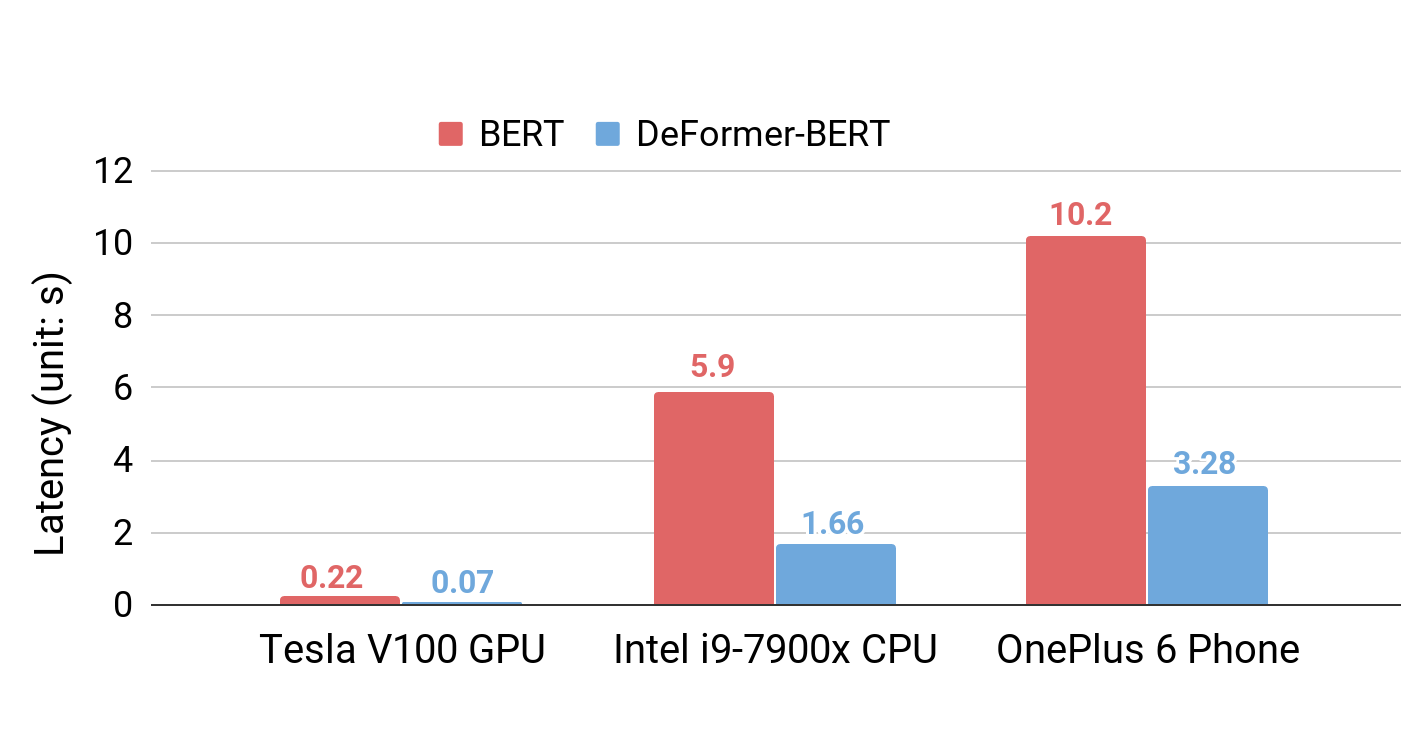 BERT DeFormer-BERT
12
10
8
6
4
2
0
Latency (unit: s)
0.22
0.07
5.9
1.66
10.2
3.28
Tesla V100 GPU
Intel i9-7900x CPU
OnePlus 6 Phone